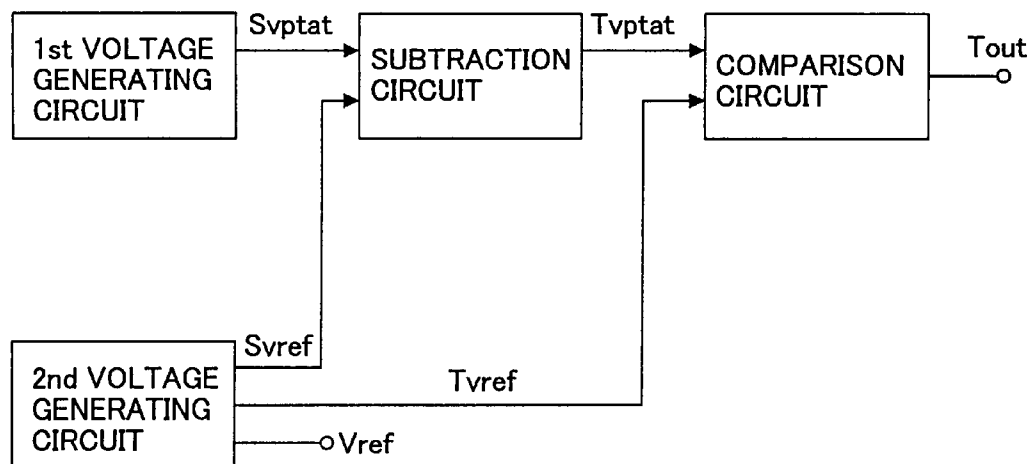 1st VOLTAGE
GENERATING
CIRCUIT
Svptat
SUBTRACTION
CIRCUIT
Tvptat
COMPARISON
CIRCUIT
Tout
2nd VOLTAGE
GENERATING
CIRCUIT
Svref
Tvref
Vref